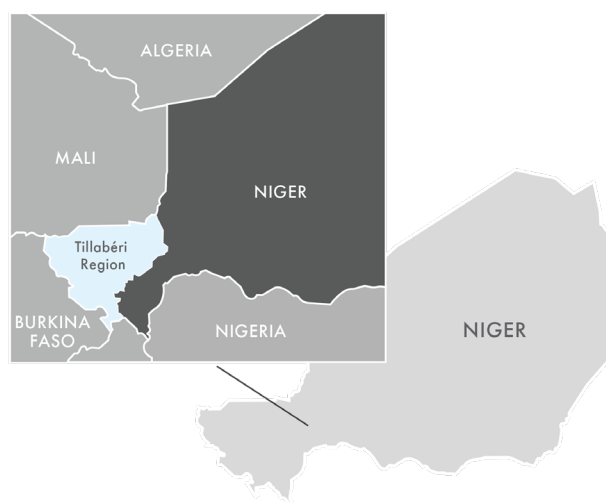 ALGERIA
MALI
NIGER
Tillabéri
Region
BURKINA
FASO
NIGERIA
NIGER